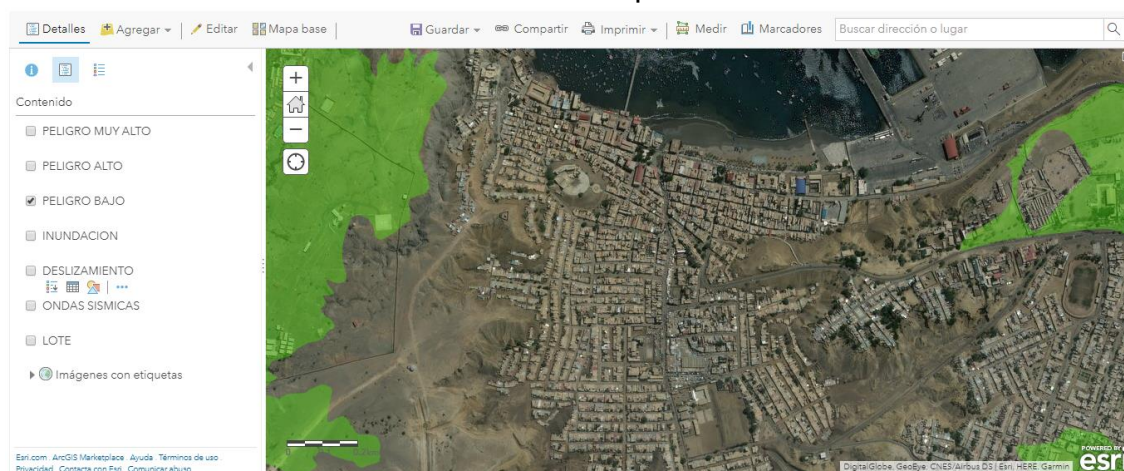 Detalles Agregar Editar Mapa base Guardar Compartir Imprimir Medir Marcadores Buscar dirección o lugar
Contenido
PELIGRO MUY ALTO
PELIGRO ALTO
PELIGRO BAJO
INUNDACION
DESLIZAMIENTO
ONDAS SISMICAS
LOTE
Imágenes con etiquetas
Esri.com . ArcGIS Marketplace . Ayuda . Términos de uso .
Privacidad . Contacta con Esri . Comunicar abuso
DigitalGlobe, GeoEye, CNES/Airbus DS | Esri, HERE, Garmin
POWERED BY
esri